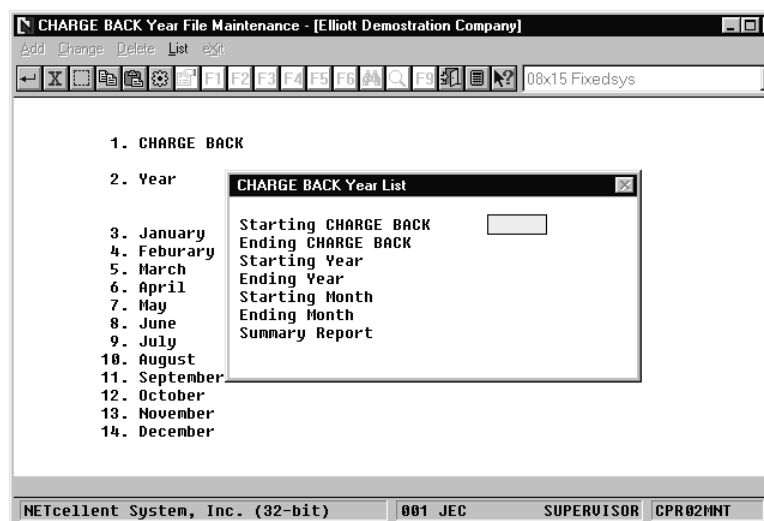 CHARGE BACK Year File Maintenance - [Elliott Demostration Company]
Add Change Delete List eXit
X F1 F2 F3 F4 F5 F6 F9 08x15 Fixedsys
1. CHARGE BACK
2. Year
CHARGE BACK Year List
Starting CHARGE BACK
Ending CHARGE BACK
Starting Year
Ending Year
Starting Month
Ending Month
Summary Report
3. January
4. Feburary
5. March
6. April
7. May
8. June
9. July
10. August
11. September
12. October
13. November
14. December
NETcellent System, Inc. (32-bit) 001 JEC SUPERVISOR CPR02MNT